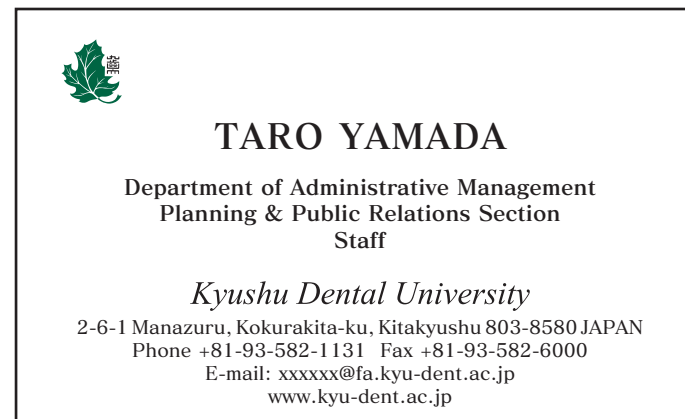 TARO YAMADA
Department of Administrative Management
Planning & Public Relations Section
Staff
Kyushu Dental University
2-6-1 Manazuru, Kokurakita-ku, Kitakyushu 803-8580 JAPAN
Phone +81-93-582-1131 Fax +81-93-582-6000
E-mail: xxxxxx@fa.kyu-dent.ac.jp
www.kyu-dent.ac.jp